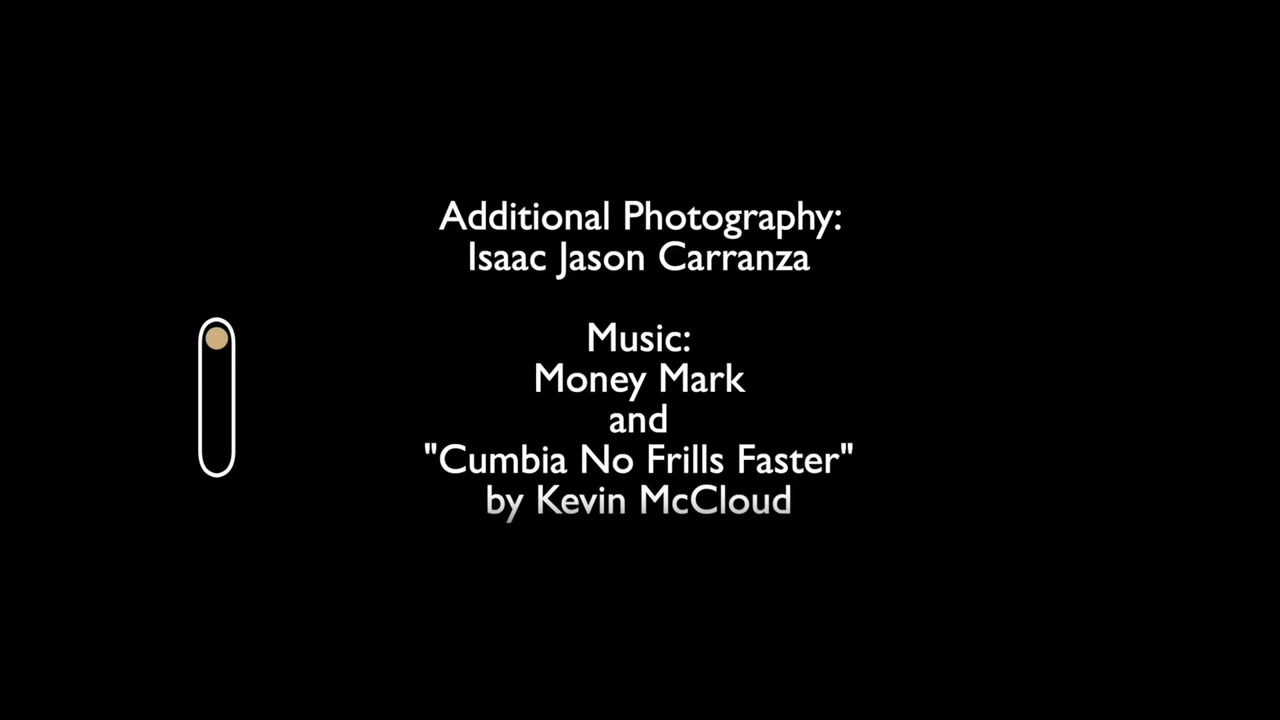 Additional Photography:
Isaac Jason Carranza
Music:
Money Mark
and
"Cumbia No Frills Faster"
by Kevin McCloud